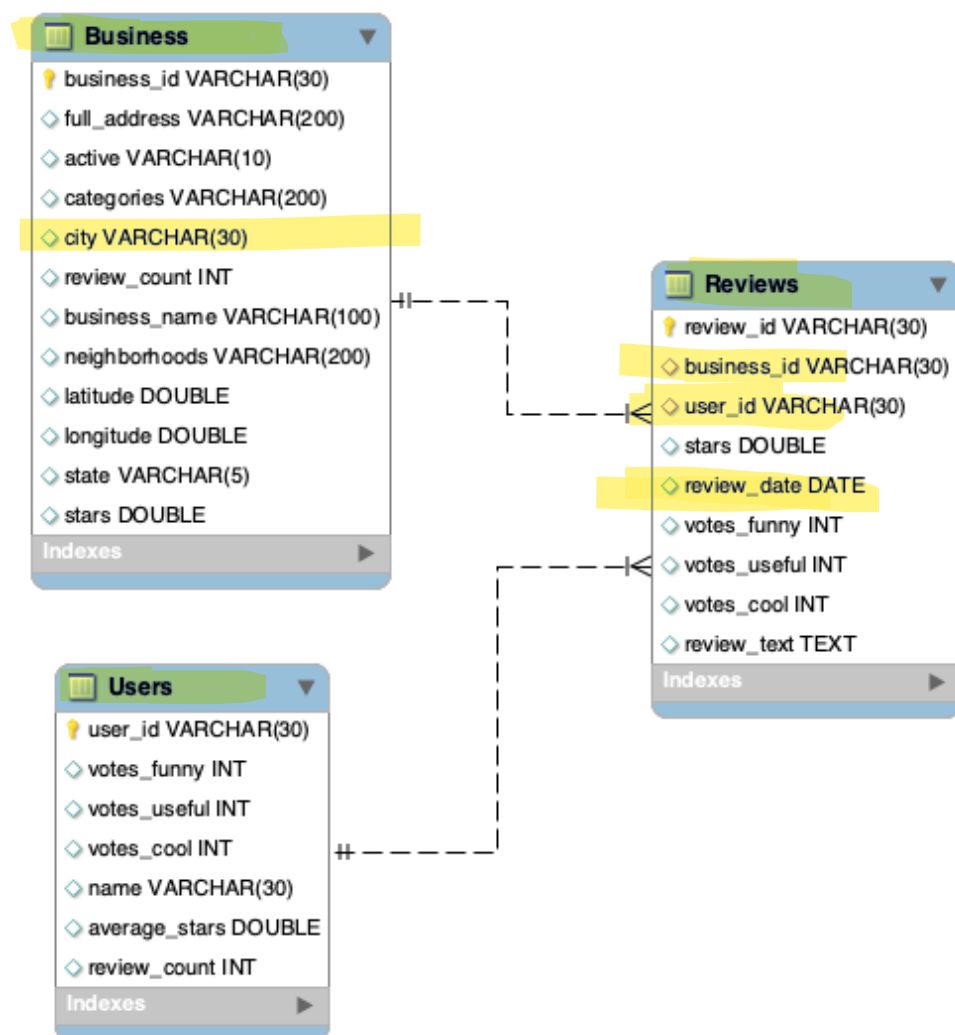 Business
business_id VARCHAR(30)
full_address VARCHAR(200)
active VARCHAR(10)
categories VARCHAR(200)
city VARCHAR(30)
review_count INT
business_name VARCHAR(100)
neighborhoods VARCHAR(200)
latitude DOUBLE
longitude DOUBLE
state VARCHAR(5)
stars DOUBLE
Indexes
Reviews
review_id VARCHAR(30)
business_id VARCHAR(30)
user_id VARCHAR(30)
stars DOUBLE
review_date DATE
votes_funny INT
votes_useful INT
votes_cool INT
review_text TEXT
Indexes
Users
user_id VARCHAR(30)
votes_funny INT
votes_useful INT
votes_cool INT
name VARCHAR(30)
average_stars DOUBLE
review_count INT
Indexes